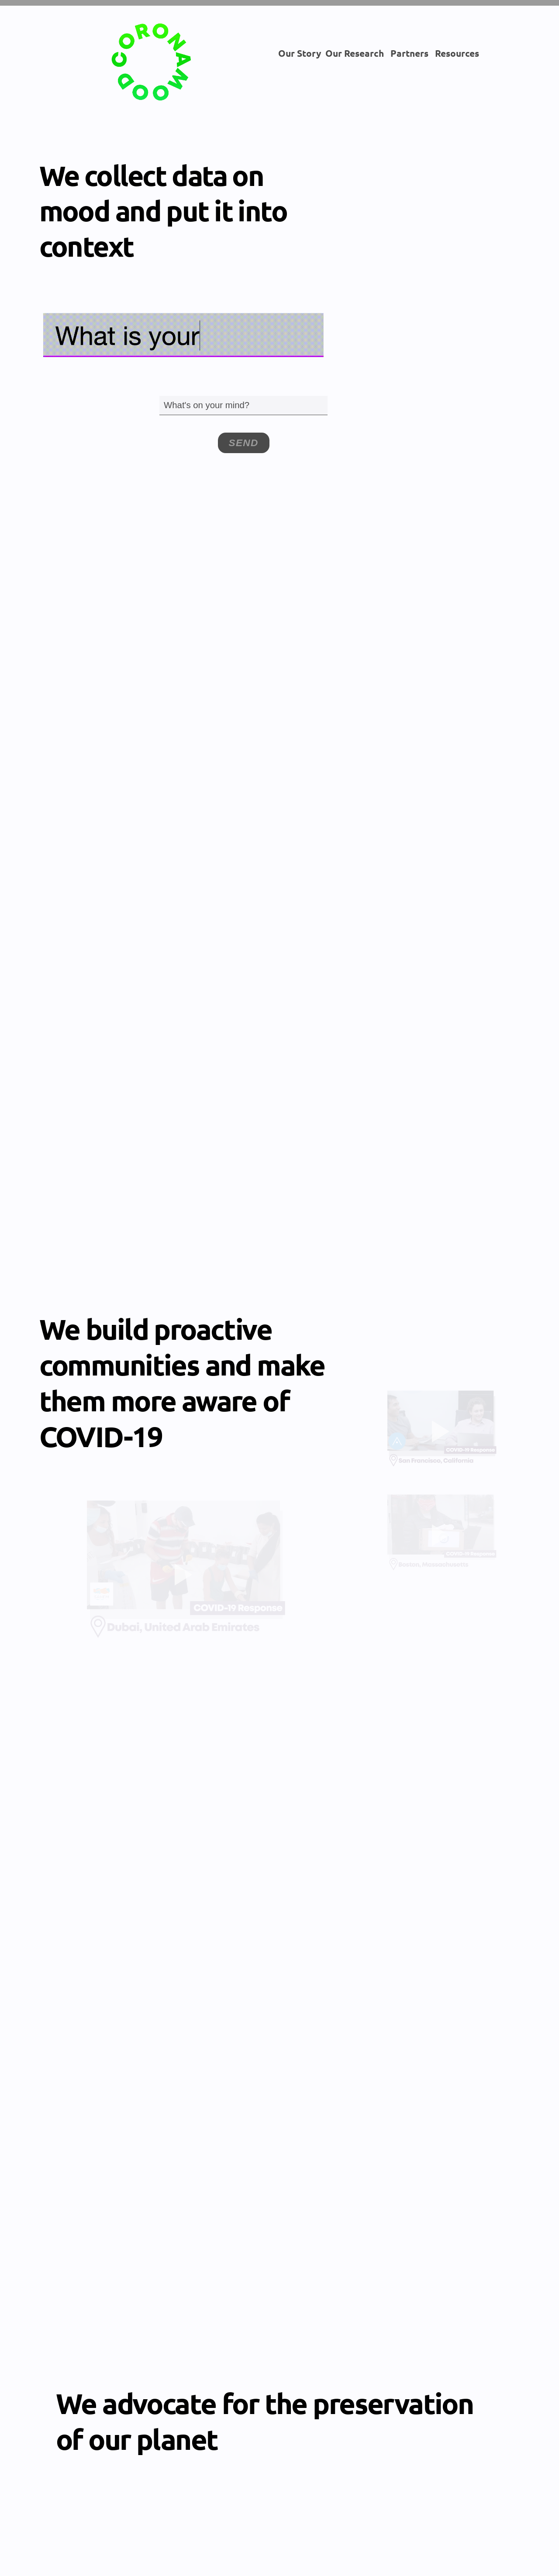 CORONAMOOD
Our Story Our Research Partners Resources
We collect data on
mood and put it into
context
What is your
What's on your mind?
SEND
We build proactive
communities and make
them more aware of
COVID-19
COVID-19 Response
San Francisco, California
COVID-19 Response
COVID-19 Response
Dubai, United Arab Emirates
We advocate for the preservation
of our planet